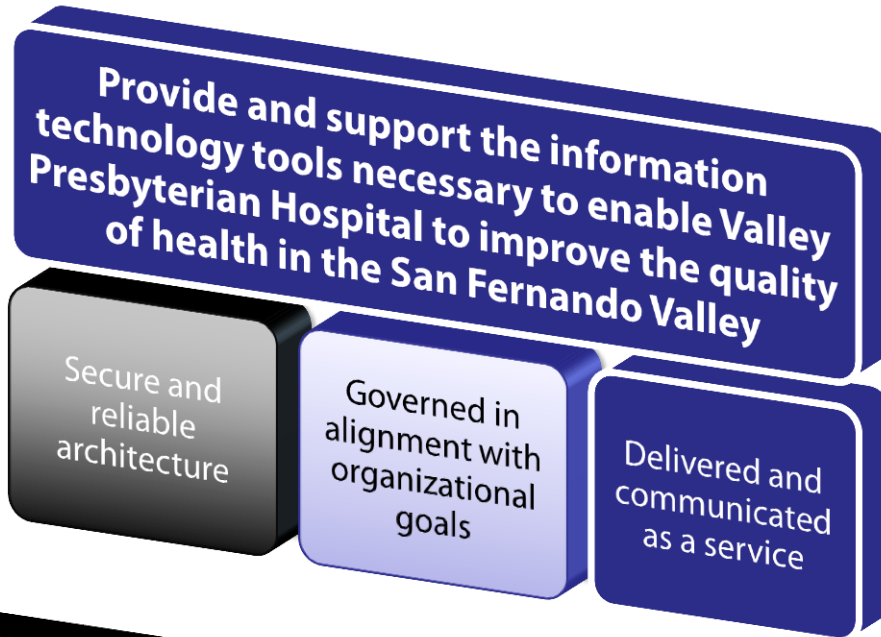 Provide and support the information
technology tools necessary to enable Valley
Presbyterian Hospital to improve the quality
of health in the San Fernando Valley
Secure and
reliable
architecture
Governed in
alignment with
organizational
goals
Delivered and
communicated
as a service